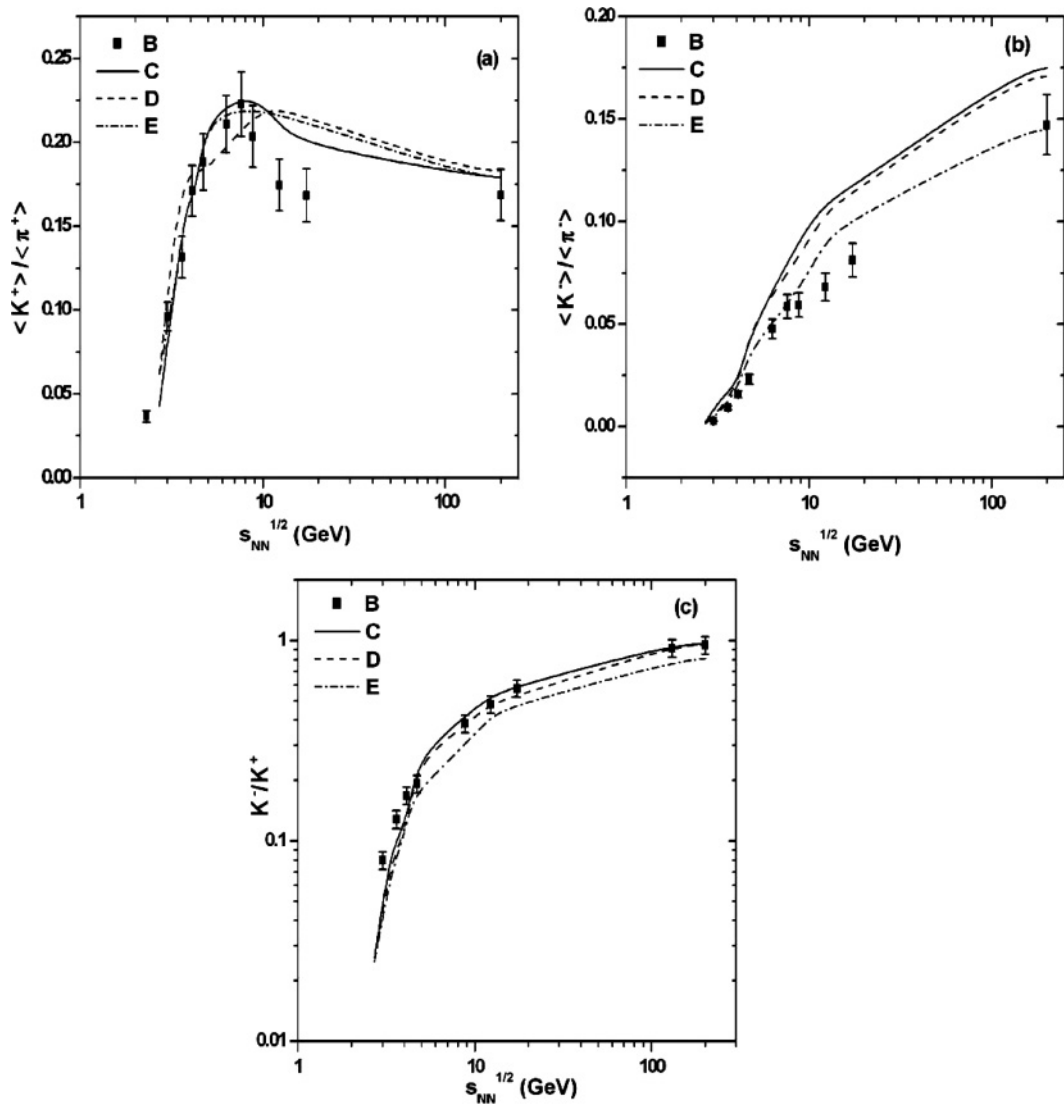 (a)
B
C
D
E
0.25
0.20
0.15
0.10
0.05
0.00
<K⁺>/<π⁺>
1
10
100
s_NN^1/2 (GeV)
(b)
B
C
D
E
0.20
0.15
0.10
0.05
0.00
<K⁻>/<π⁻>
1
10
100
s_NN^1/2 (GeV)
(c)
B
C
D
E
1
0.1
0.01
K⁻/K⁺
1
10
100
s_NN^1/2 (GeV)